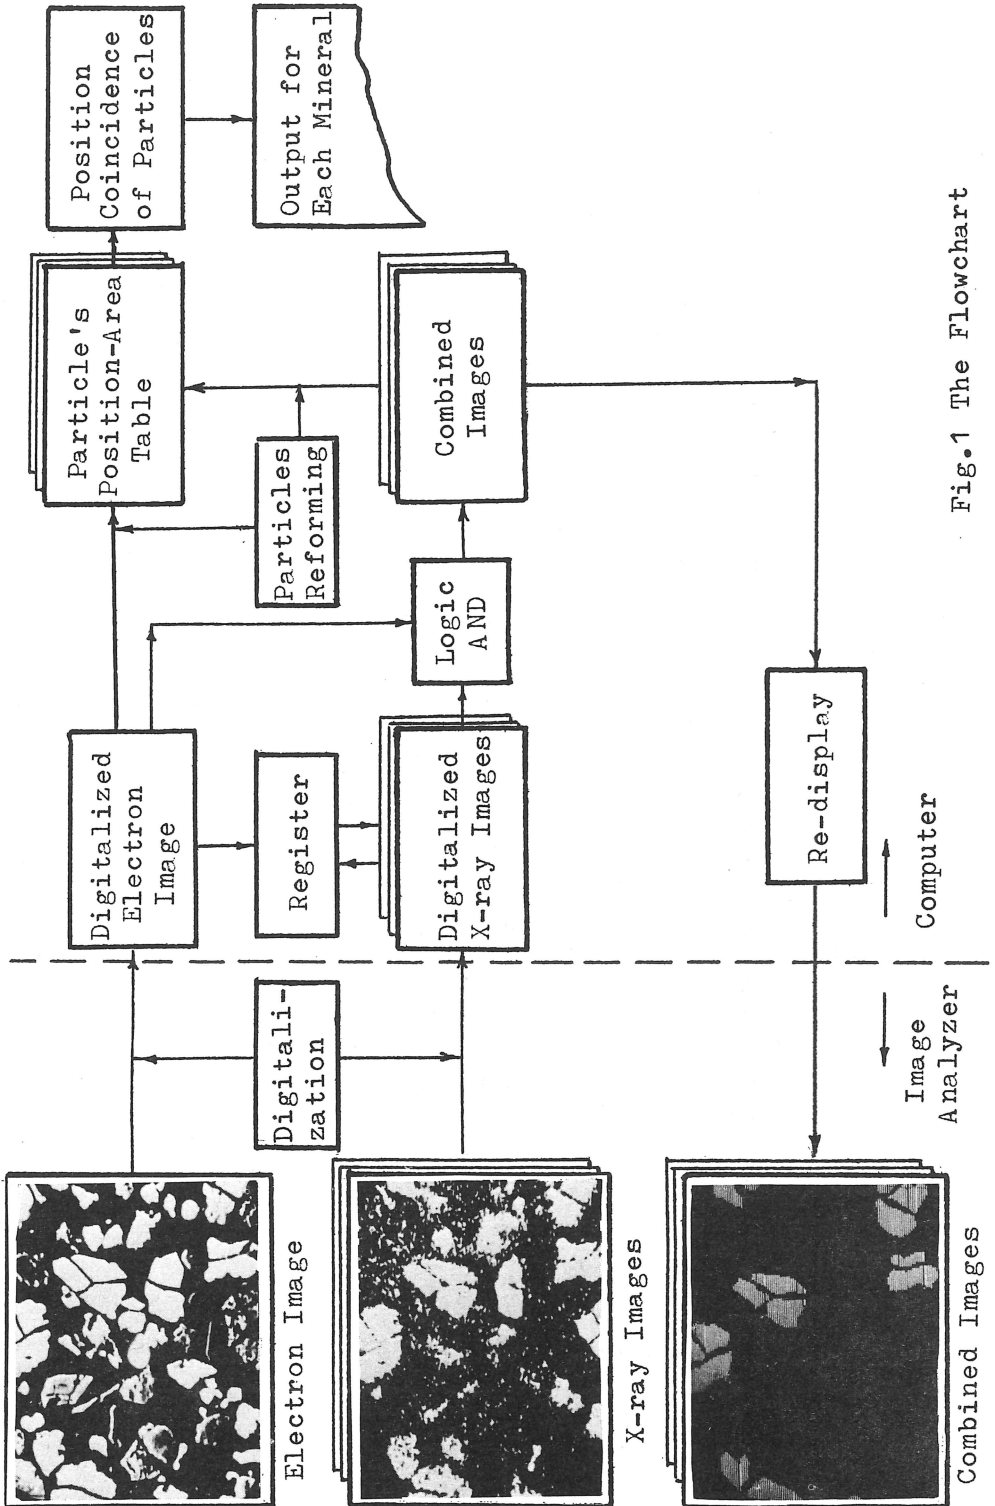 Electron Image
X-ray Images
Combined Images
Digitali-
zation
Image
Analyzer
Computer
Digitalized
Electron
Image
Register
Digitalized
X-ray Images
Logic
AND
Particles
Reforming
Particle's
Position-Area
Table
Combined
Images
Position
Coincidence
of Particles
Output for
Each Mineral
Re-display
Fig.1 The Flowchart